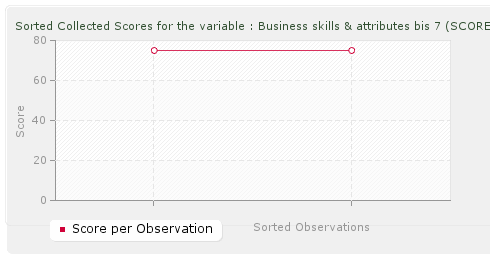 Sorted Collected Scores for the variable : Business skills & attributes bis 7 (SCORE
80
60
40
20
0
Score
Sorted Observations
Score per Observation